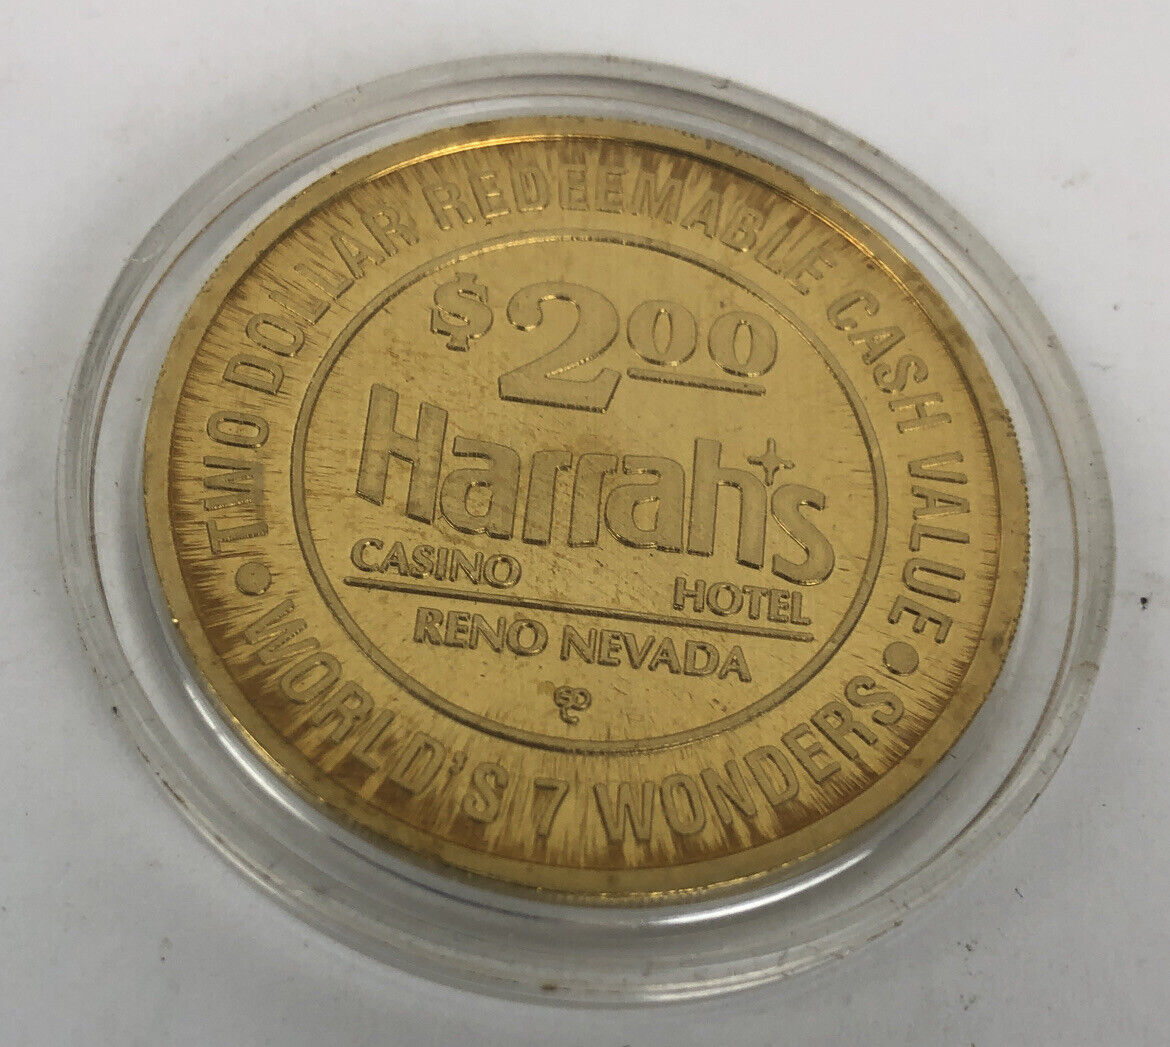 TWO DOLLAR REDEEMABLE CASH VALUE
$2.00
Harrah's
CASINO HOTEL
RENO NEVADA
• WORLD'S 7 WONDERS •